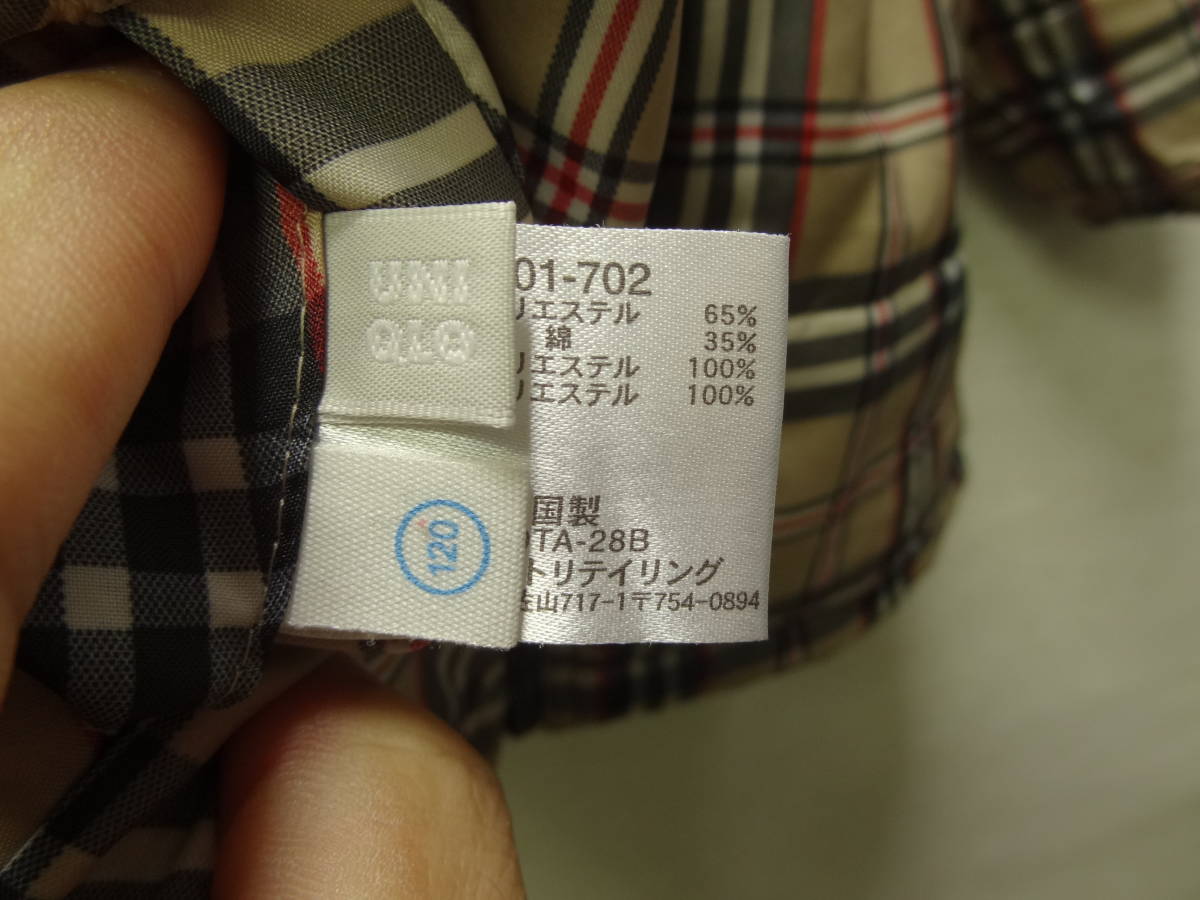 UNI
QLO
120
01-702
リエステル 65%
綿 35%
リエステル 100%
リエステル 100%
国製
TA-28B
トリテイリング
佐山717-1〒754-0894